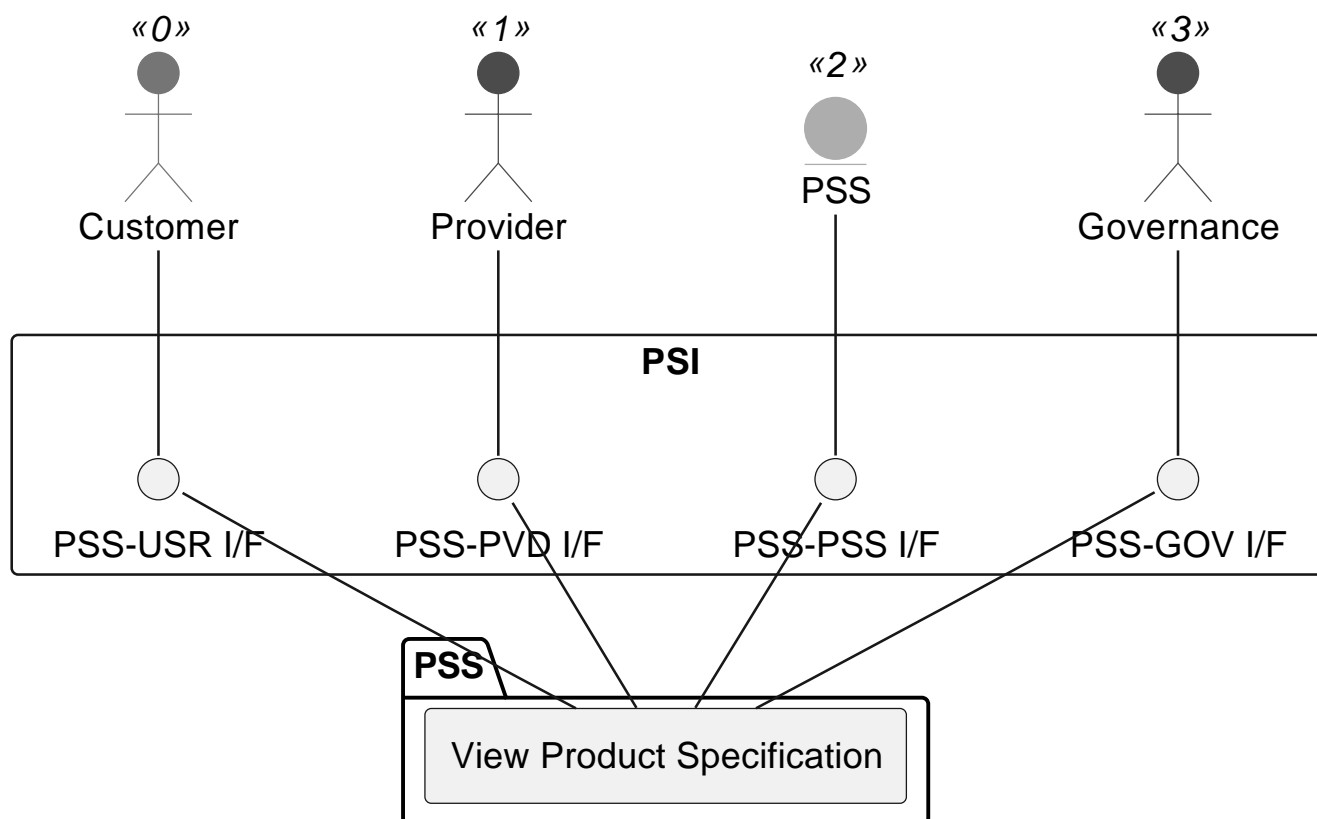 «0»
«1»
«2»
«3»
Customer
Provider
PSS
Governance
PSI
PSS-USR I/F
PSS-PVD I/F
PSS-PSS I/F
PSS-GOV I/F
PSS
View Product Specification